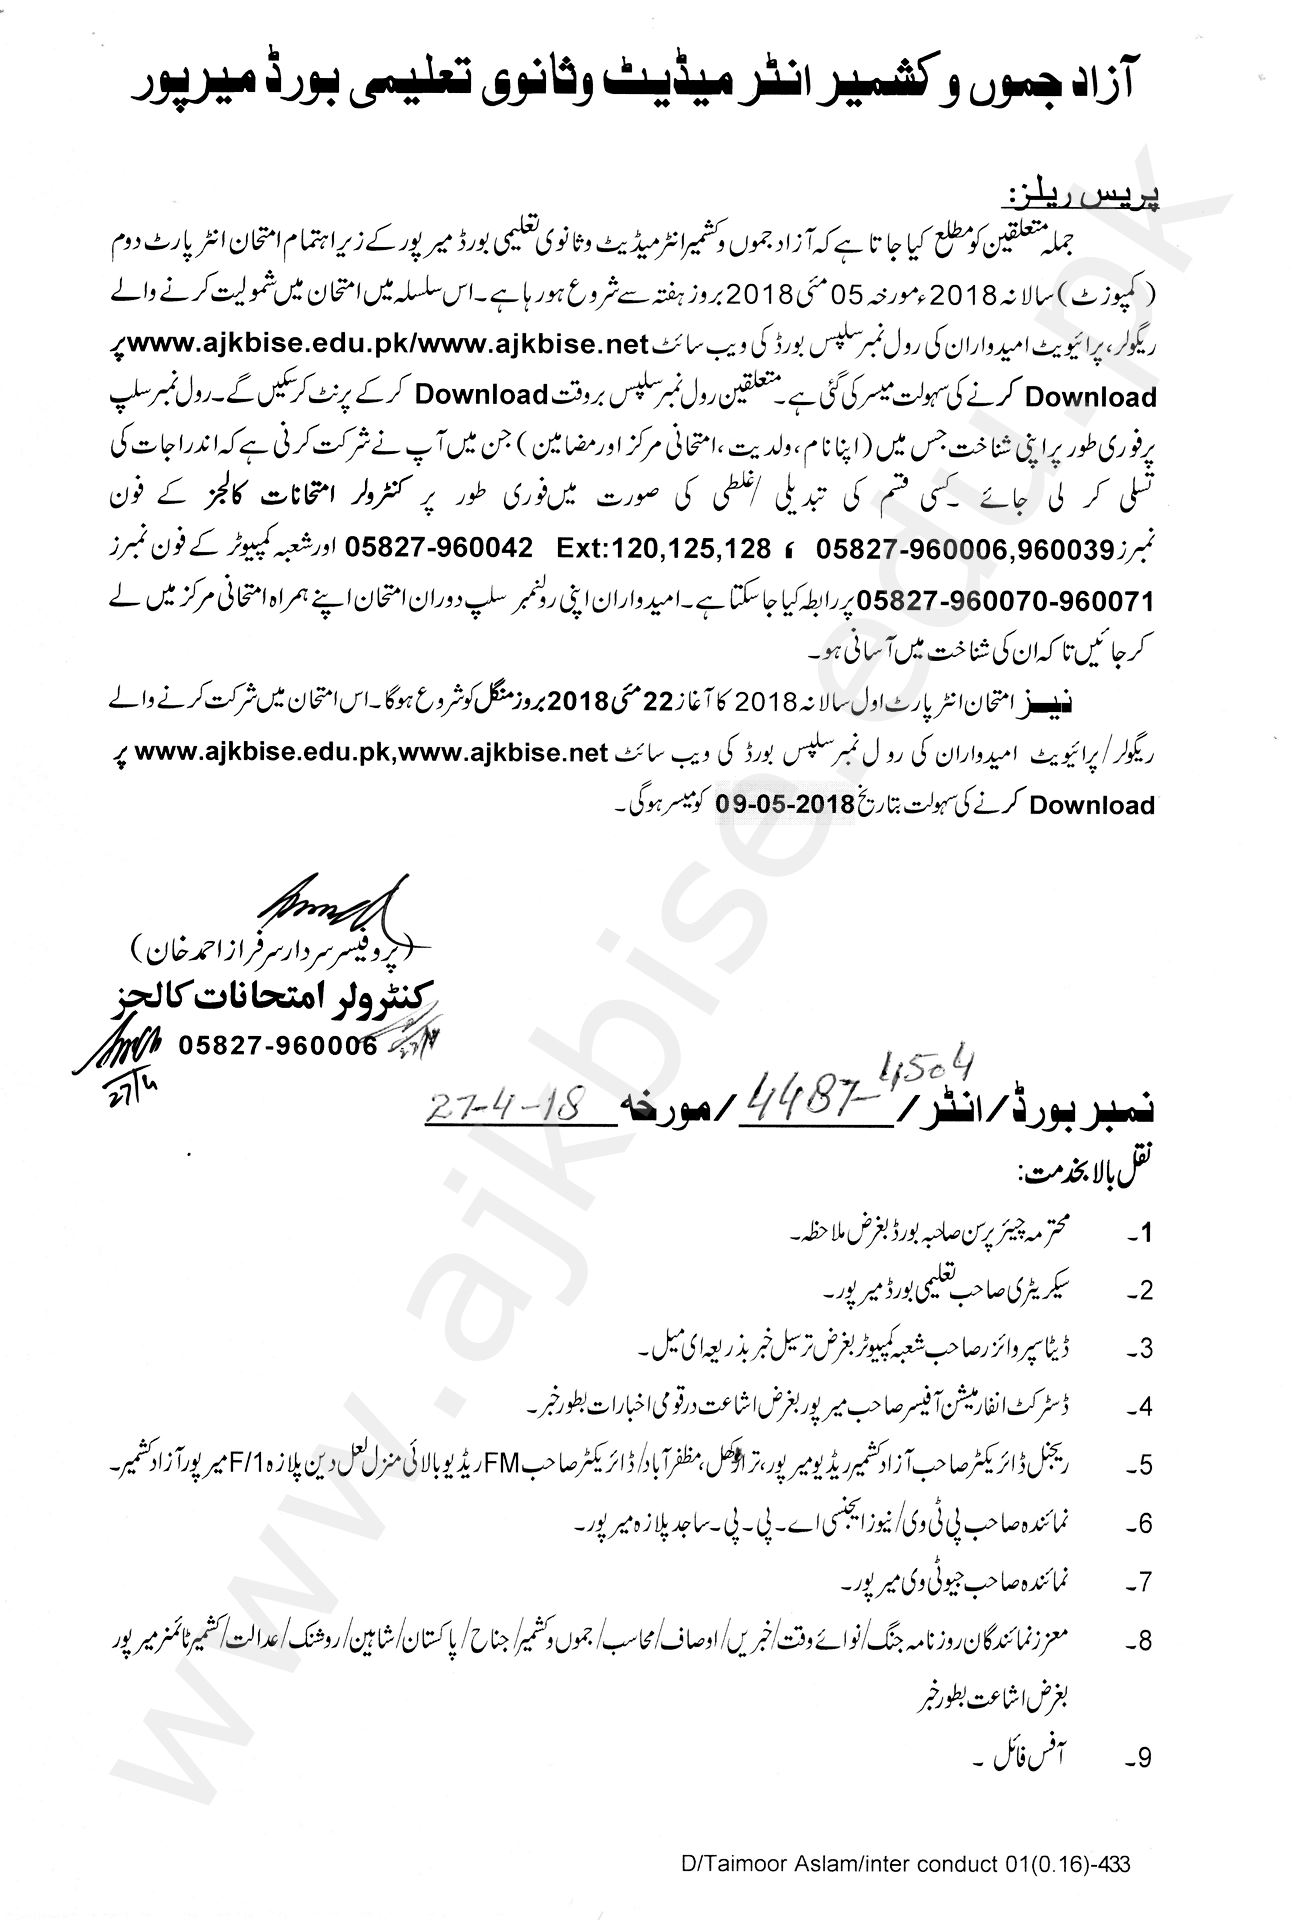 آزاد جموں و کشمیر انٹر میڈیٹ و ثانوی تعلیمی بورڈ میرپور
پریس ریلز:
جملہ متعلقین کو مطلع کیا جاتا ہے کہ آزاد جموں و کشمیر انٹرمیڈیٹ و ثانوی تعلیمی بورڈ میرپور کے زیر اہتمام امتحان انٹر پارٹ دوم
(کمپوزٹ) سالانہ 2018ء مورخہ 05 مئی 2018 بروز ہفتہ سے شروع ہو رہا ہے۔ اس سلسلہ میں امتحان میں شمولیت کرنے والے
ریگولر، پرائیویٹ امیدواران کی رول نمبر سلپس بورڈ کی ویب سائٹ www.ajkbise.edu.pk/www.ajkbise.net پر
Download کرنے کی سہولت میسر کی گئی ہے۔ متعلقین رول نمبر سلپس بروقت Download کر کے پرنٹ کر سکیں گے۔ رول نمبر سلپ
پر فوری طور پر اپنی شناخت جس میں (اپنا نام، ولدیت، امتحانی مرکز اور مضامین) جن میں آپ نے شرکت کرنی ہے کہ اندراجات کی
تسلی کر لی جائے ۔ کسی قسم کی تبدیلی /غلطی کی صورت میں فوری طور پر کنٹرولر امتحانات کالجز کے فون
نمبرز 05827-960006,960039 ، Ext:120,125,128 05827-960042 اور شعبہ کمپیوٹر کے فون نمبرز
05827-960070-960071 پر رابطہ کیا جا سکتا ہے۔ امیدواران اپنی رولنمبر سلپ دوران امتحان اپنے ہمراہ امتحانی مرکز میں لے
کر جائیں تاکہ ان کی شناخت میں آسانی ہو۔
نیز امتحان انٹر پارٹ اول سالانہ 2018 کا آغاز 22 مئی 2018 بروز منگل کو شروع ہوگا۔ اس امتحان میں شرکت کرنے والے
ریگولر/پرائیویٹ امیدواران کی رول نمبر سلپس بورڈ کی ویب سائٹ www.ajkbise.edu.pk,www.ajkbise.net پر
Download کرنے کی سہولت بتاریخ 09-05-2018 کو میسر ہوگی۔
(پروفیسر سردار سرفراز احمد خان)
کنٹرولر امتحانات کالجز
05827-960006
27/4
27/4
نمبر بورڈ/انٹر/ 4487-4504 /مورخہ 27-4-18
نقل بالا بخدمت:
1۔ محترمہ چیئر پرسن صاحبہ بورڈ بغرض ملاحظہ۔
2۔ سیکریٹری صاحب تعلیمی بورڈ میرپور۔
3۔ ڈیٹا سپروائزر صاحب شعبہ کمپیوٹر بغرض ترسیل خبر بذریعہ ای میل۔
4۔ ڈسٹرکٹ انفارمیشن آفیسر صاحب میرپور بغرض اشاعت در قومی اخبارات بطور خبر۔
5۔ ریجنل ڈائریکٹر صاحب آزاد کشمیر ریڈیو میرپور، تراڑکھل، مظفر آباد/ ڈائریکٹر صاحب FM ریڈیو بالائی منزل لعل دین پلازہ F/1 میرپور آزاد کشمیر۔
6۔ نمائندہ صاحب پی ٹی وی/ نیوز ایجنسی اے۔ پی۔ پی۔ ساجد پلازہ میرپور۔
7۔ نمائندہ صاحب جیو ٹی وی میرپور۔
8۔ معزز نمائندگان روزنامہ جنگ/نوائے وقت/خبریں/اوصاف/محاسب/جموں و کشمیر/جناح/پاکستان/شاہین/روشنک/عدالت/کشمیر ٹائمز میرپور
بغرض اشاعت بطور خبر
9۔ آفس فائل ۔
D/Taimoor Aslam/inter conduct 01(0.16)-433
www.ajkbise.edu.pk